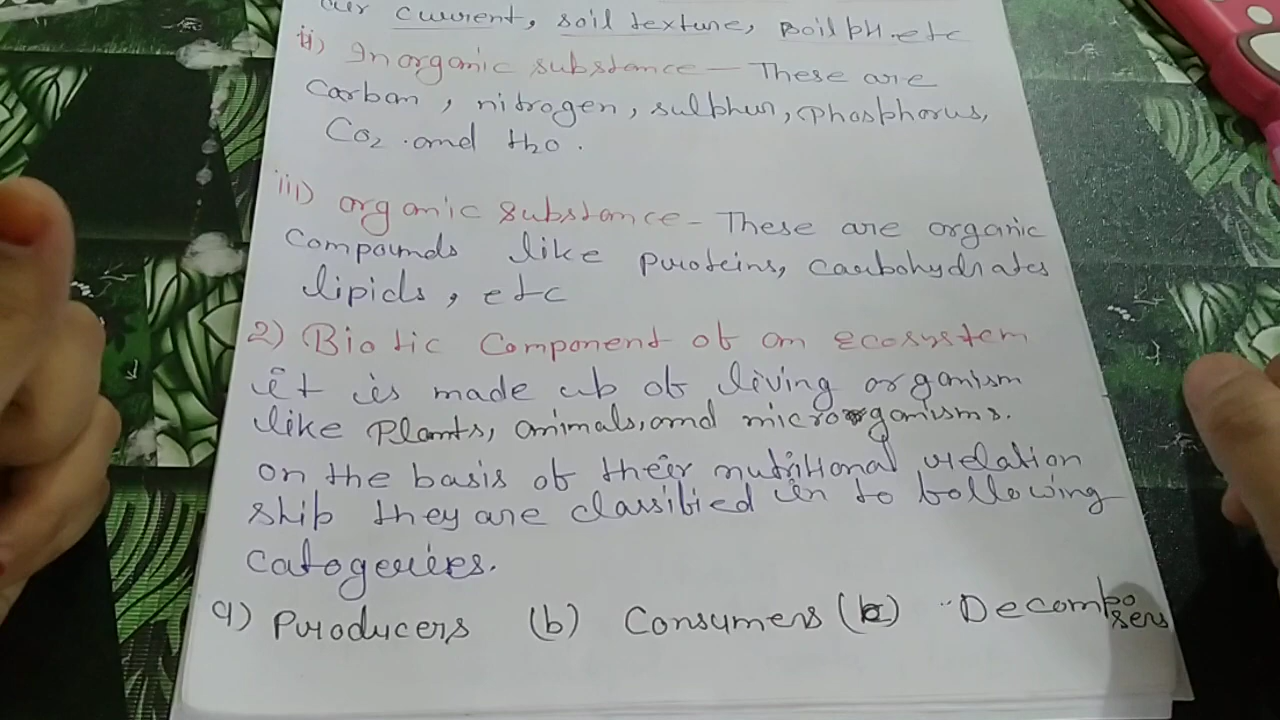 current, soil texture, soil pH.etc
ii) Inorganic substance - These are
Carbon, nitrogen, sulphur, phosphorus,
CO2 and H2O.
iii) organic substance - These are organic
Compounds like proteins, carbohydrates
lipids, etc
2) Biotic Component of an Ecosystem
it is made up of living organism
like Plants, animals, and microorganisms.
on the basis of their nutritional relation
ship they are classified in to following
catogeries.
a) Producers (b) Consumers (c) Decomposers